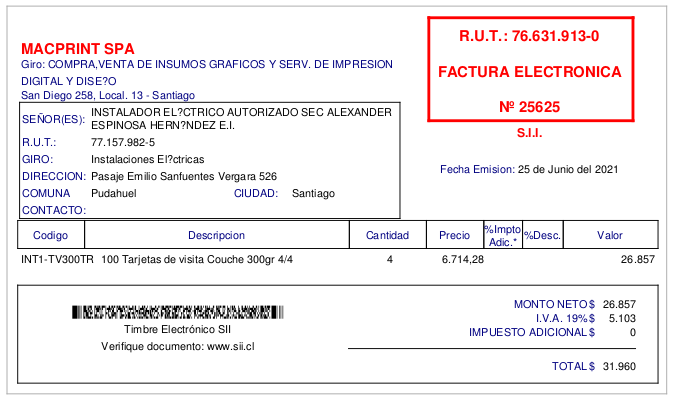 MACPRINT SPA
Giro: COMPRA,VENTA DE INSUMOS GRAFICOS Y SERV. DE IMPRESION
DIGITAL Y DISE?O
San Diego 258, Local. 13 - Santiago
R.U.T.: 76.631.913-0
FACTURA ELECTRONICA
Nº 25625
S.I.I.
Fecha Emision: 25 de Junio del 2021
SEÑOR(ES): INSTALADOR EL?CTRICO AUTORIZADO SEC ALEXANDER
ESPINOSA HERN?NDEZ E.I.
R.U.T.: 77.157.982-5
GIRO: Instalaciones El?ctricas
DIRECCION: Pasaje Emilio Sanfuentes Vergara 526
COMUNA Pudahuel CIUDAD: Santiago
CONTACTO:
Codigo Descripcion Cantidad Precio %Impto Adic.* %Desc. Valor
INT1-TV300TR 100 Tarjetas de visita Couche 300gr 4/4 4 6.714,28 26.857
Timbre Electrónico SII
Verifique documento: www.sii.cl
MONTO NETO $ 26.857
I.V.A. 19% $ 5.103
IMPUESTO ADICIONAL $ 0
TOTAL $ 31.960